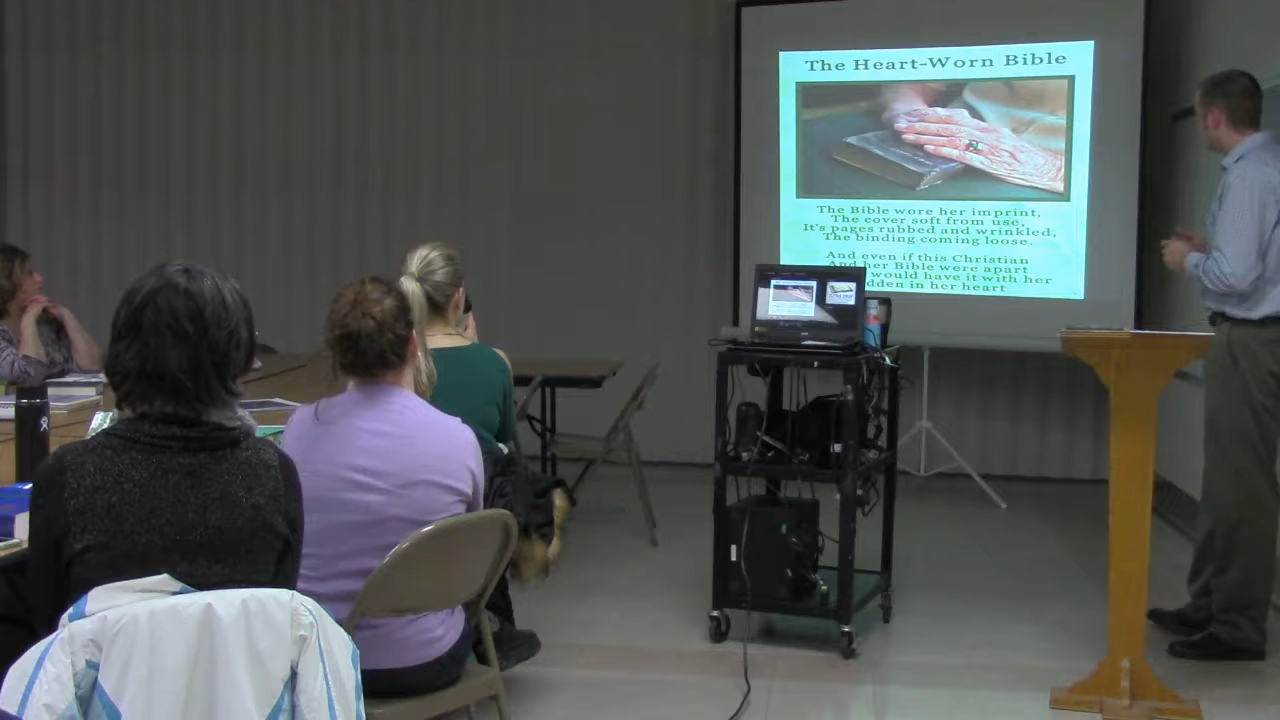 The Heart-Worn Bible
The Bible wore her imprint,
The cover soft from use,
It's pages rubbed and wrinkled,
The binding coming loose.
And even if this Christian
And her Bible were apart
would have it with her
in her heart